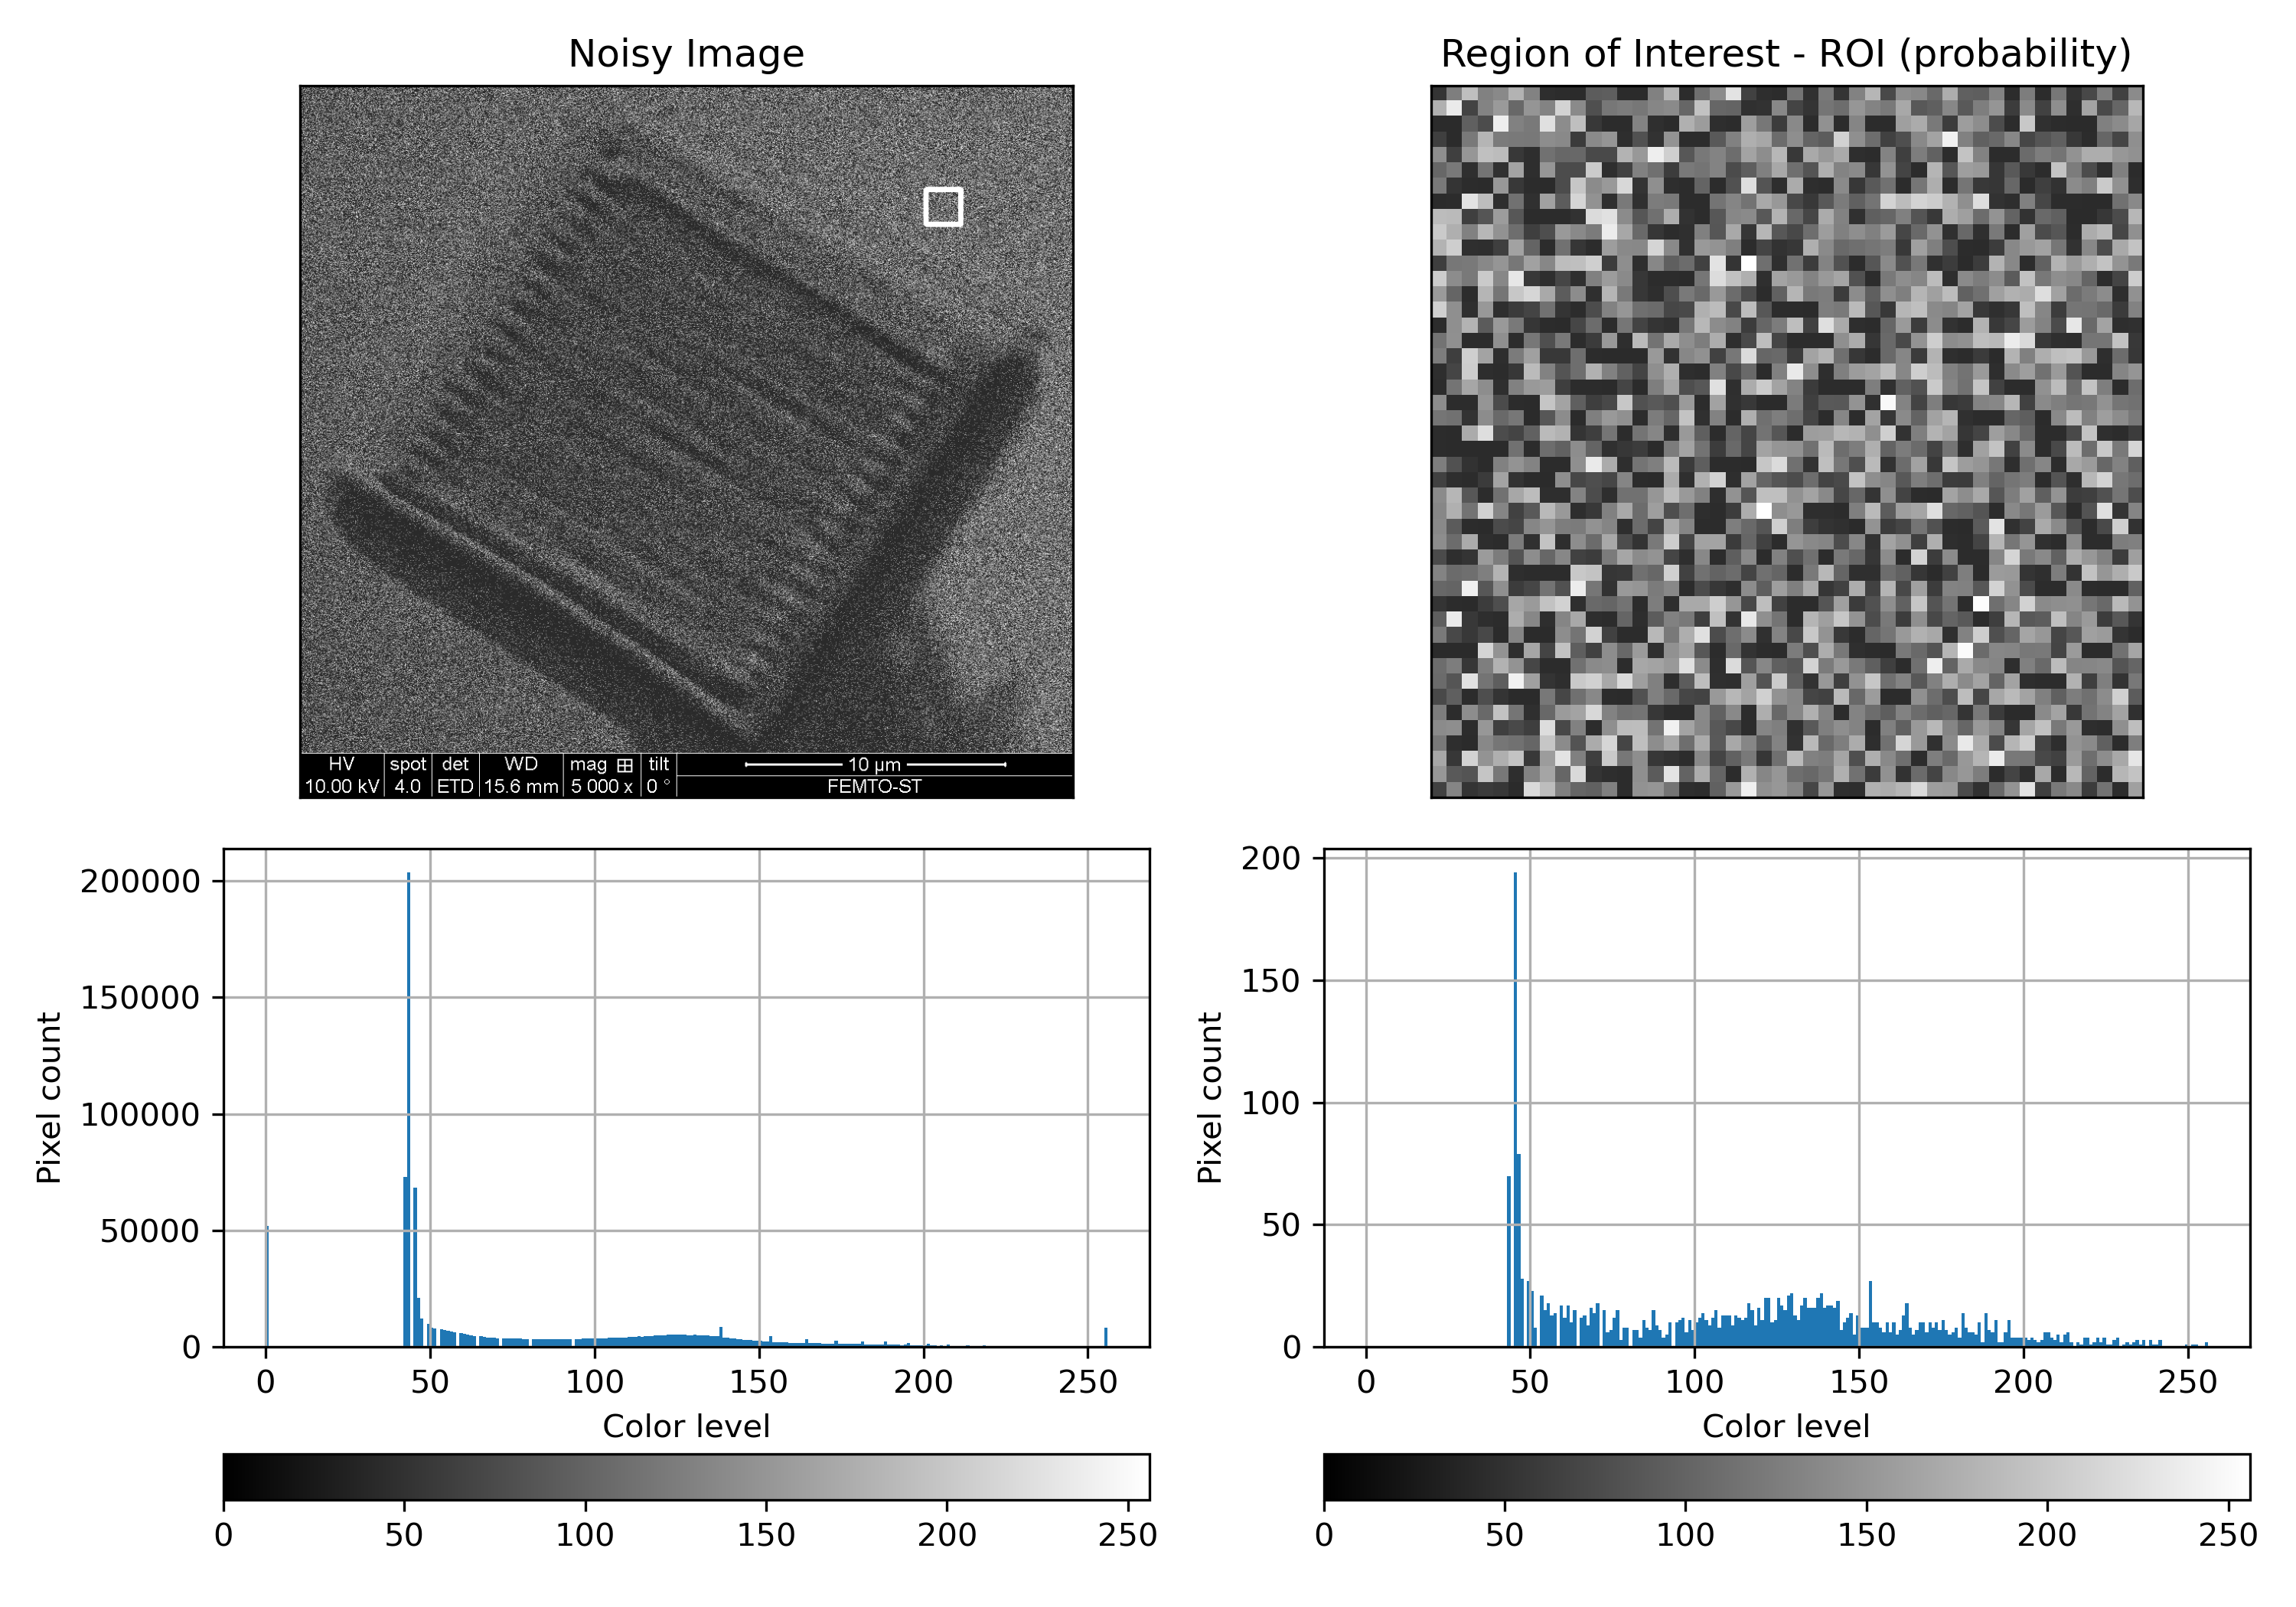 Noisy Image
Region of Interest - ROI (probability)
HV spot det WD mag tilt
10.00 kV 4.0 ETD 15.6 mm 5 000 x 0 °
10 µm
FEMTO-ST
200000
150000
100000
50000
0
Pixel count
0 50 100 150 200 250
Color level
0 50 100 150 200 250
200
150
100
50
0
Pixel count
0 50 100 150 200 250
Color level
0 50 100 150 200 250